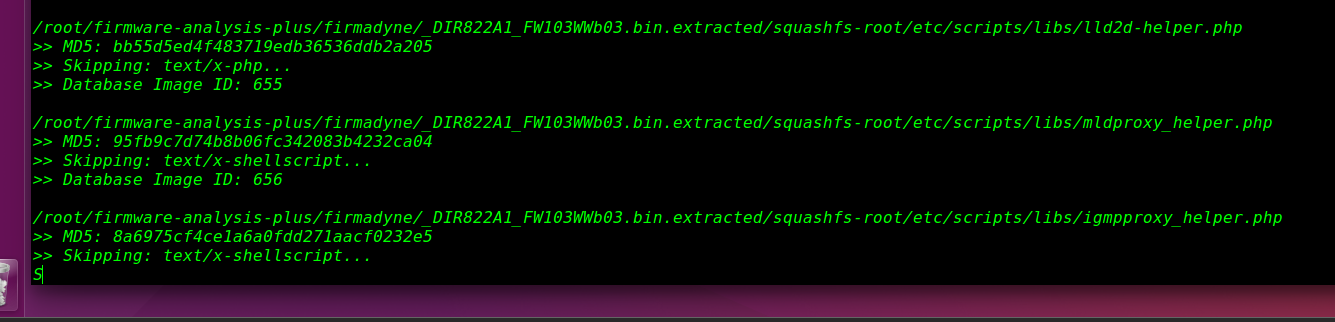 /root/firmware-analysis-plus/firmadyne/_DIR822A1_FW103WWb03.bin.extracted/squashfs-root/etc/scripts/libs/lld2d-helper.php
>> MD5: bb55d5ed4f483719edb36536ddb2a205
>> Skipping: text/x-php...
>> Database Image ID: 655
/root/firmware-analysis-plus/firmadyne/_DIR822A1_FW103WWb03.bin.extracted/squashfs-root/etc/scripts/libs/mldproxy_helper.php
>> MD5: 95fb9c7d74b8b06fc342083b4232ca04
>> Skipping: text/x-shellscript...
>> Database Image ID: 656
/root/firmware-analysis-plus/firmadyne/_DIR822A1_FW103WWb03.bin.extracted/squashfs-root/etc/scripts/libs/igmpproxy_helper.php
>> MD5: 8a6975cf4ce1a6a0fdd271aacf0232e5
>> Skipping: text/x-shellscript...
S